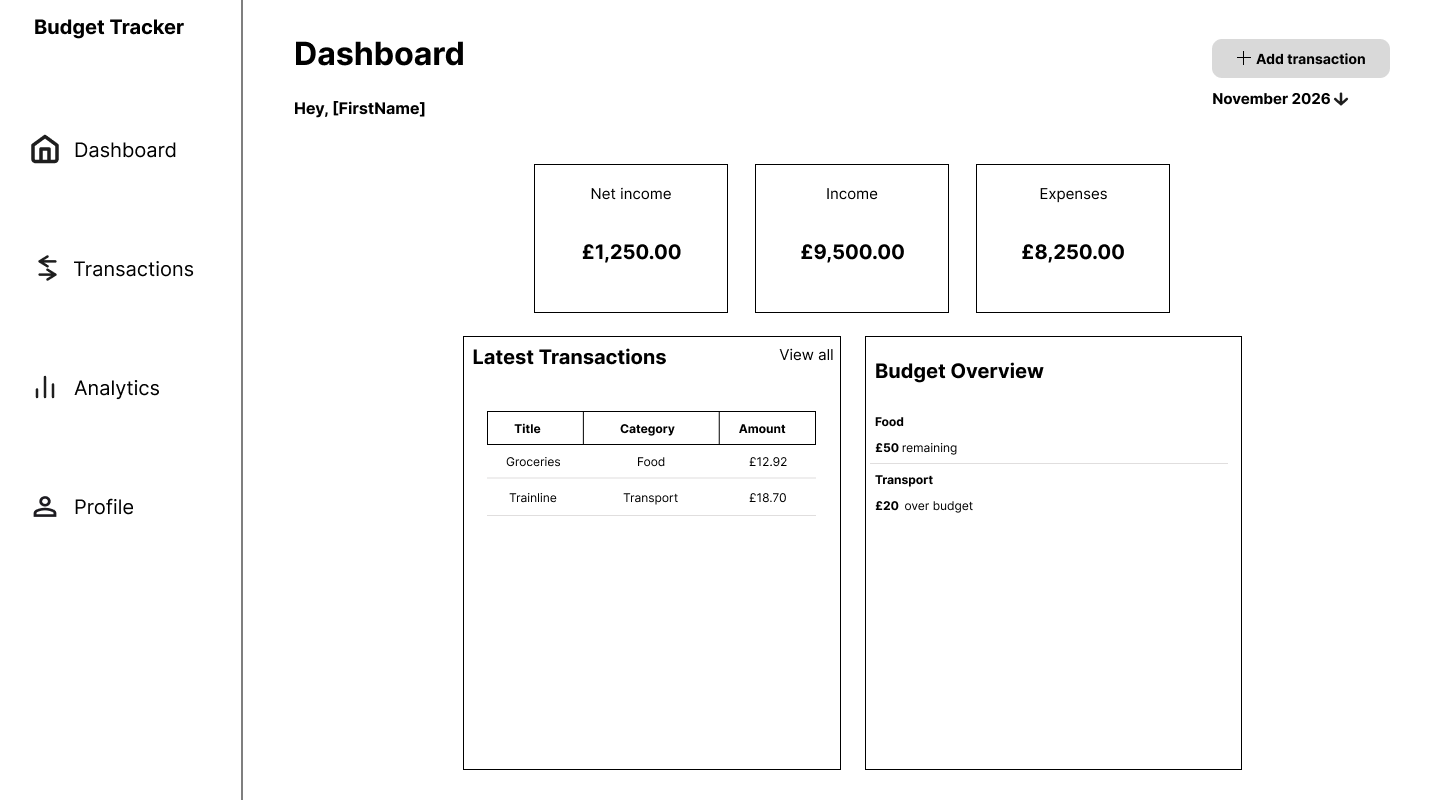 Budget Tracker
Dashboard
Transactions
Analytics
Profile
Dashboard
Hey, [FirstName]
Add transaction
November 2026
Net income
£1,250.00
Income
£9,500.00
Expenses
£8,250.00
Latest Transactions
View all
Title Category Amount
Groceries Food £12.92
Trainline Transport £18.70
Budget Overview
Food
£50 remaining
Transport
£20 over budget